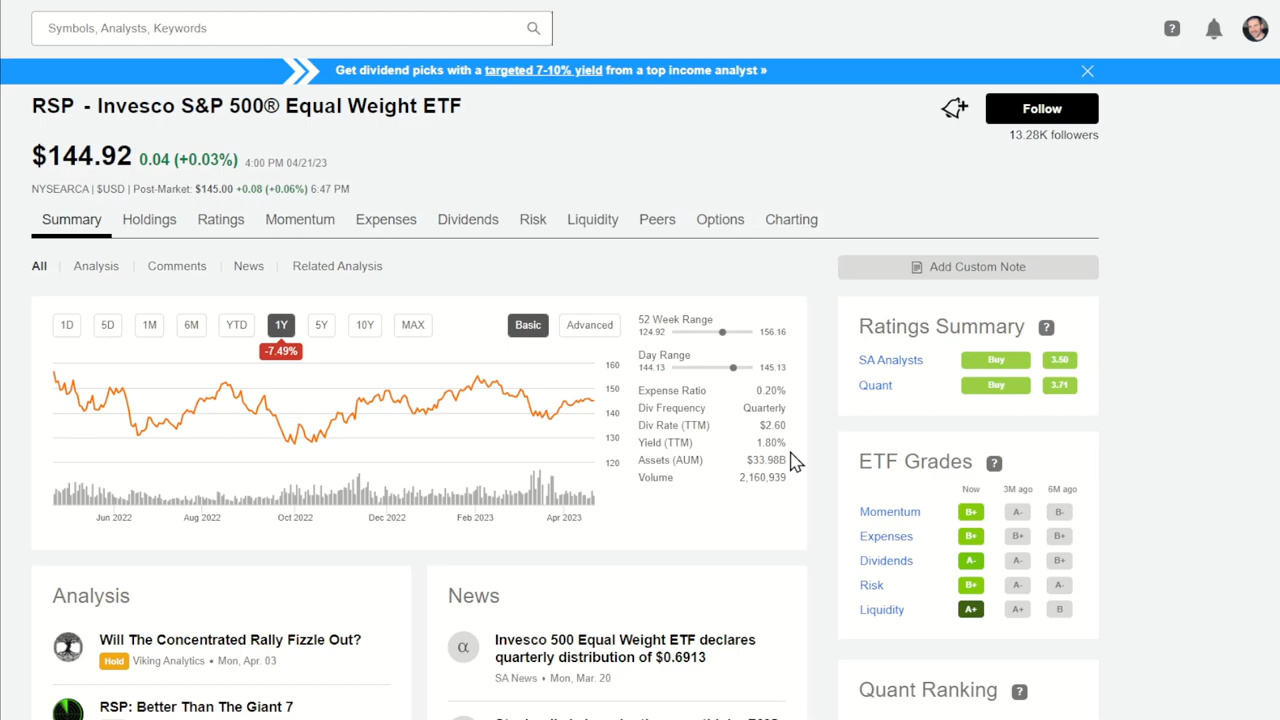 Symbols, Analysts, Keywords
?
Get dividend picks with a targeted 7-10% yield from a top income analyst »
RSP - Invesco S&P 500® Equal Weight ETF
Follow
13.28K followers
$144.92 0.04 (+0.03%) 4:00 PM 04/21/23
NYSEARCA | $USD | Post-Market: $145.00 +0.08 (+0.06%) 6:47 PM
Summary Holdings Ratings Momentum Expenses Dividends Risk Liquidity Peers Options Charting
All | Analysis | Comments | News | Related Analysis
Add Custom Note
1D 5D 1M 6M YTD 1Y 5Y 10Y MAX
Basic Advanced
-7.49%
160
150
140
130
120
Jun 2022 Aug 2022 Oct 2022 Dec 2022 Feb 2023 Apr 2023
52 Week Range
124.92 156.16
Day Range
144.13 145.13
Expense Ratio 0.20%
Div Frequency Quarterly
Div Rate (TTM) $2.60
Yield (TTM) 1.80%
Assets (AUM) $33.98B
Volume 2,160,939
Ratings Summary ?
SA Analysts Buy 3.50
Quant Buy 3.71
ETF Grades ?
Now 3M ago 6M ago
Momentum B+ A- B-
Expenses B+ B+ B+
Dividends A- A- B+
Risk B+ A- A-
Liquidity A+ A+ B
Quant Ranking ?
Analysis
Will The Concentrated Rally Fizzle Out?
Hold Viking Analytics • Mon, Apr. 03
RSP: Better Than The Giant 7
News
α
Invesco 500 Equal Weight ETF declares
quarterly distribution of $0.6913
SA News • Mon, Mar. 20